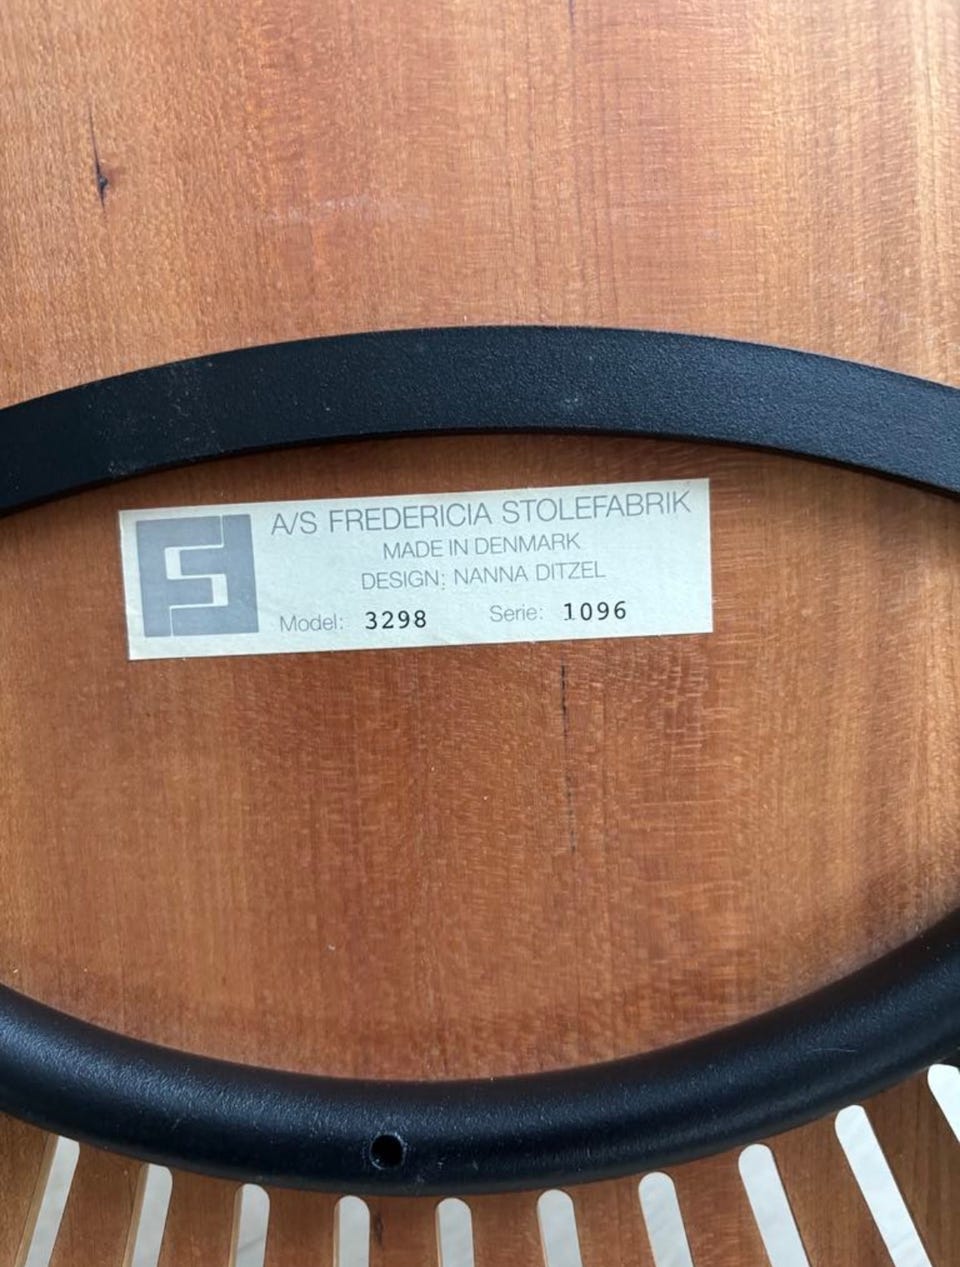 A/S FREDERICIA STOLEFABRIK
MADE IN DENMARK
DESIGN: NANNA DITZEL
Model: 3298 Serie: 1096